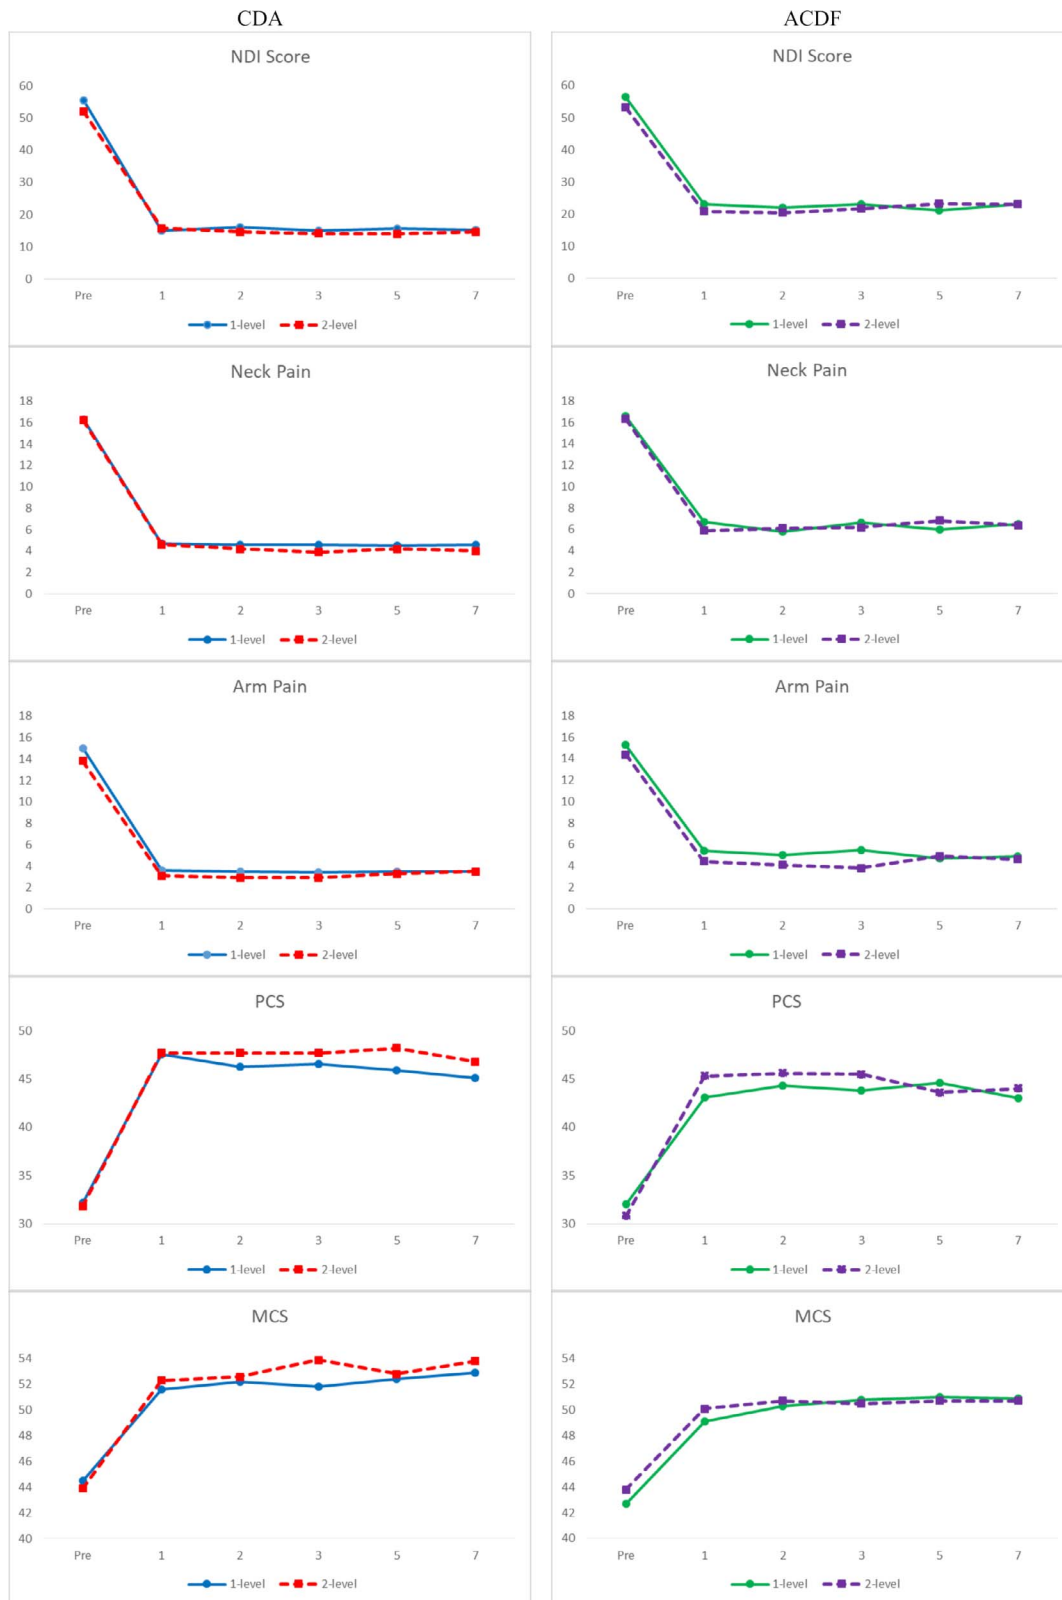 CDA ACDF
NDI Score NDI Score
60 60
50 50
40 40
30 30
20 20
10 10
0 0
Pre 1 2 3 5 7 Pre 1 2 3 5 7
1-level 2-level 1-level 2-level
Neck Pain Neck Pain
18 18
16 16
14 14
12 12
10 10
8 8
6 6
4 4
2 2
0 0
Pre 1 2 3 5 7 Pre 1 2 3 5 7
1-level 2-level 1-level 2-level
Arm Pain Arm Pain
18 18
16 16
14 14
12 12
10 10
8 8
6 6
4 4
2 2
0 0
Pre 1 2 3 5 7 Pre 1 2 3 5 7
1-level 2-level 1-level 2-level
PCS PCS
50 50
45 45
40 40
35 35
30 30
Pre 1 2 3 5 7 Pre 1 2 3 5 7
1-level 2-level 1-level 2-level
MCS MCS
54 54
52 52
50 50
48 48
46 46
44 44
42 42
40 40
Pre 1 2 3 5 7 Pre 1 2 3 5 7
1-level 2-level 1-level 2-level